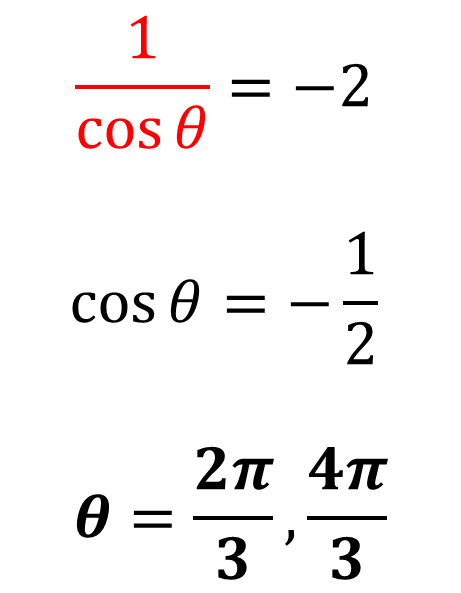 1/cos θ = −2
cos θ = −1/2
θ = 2π/3, 4π/3